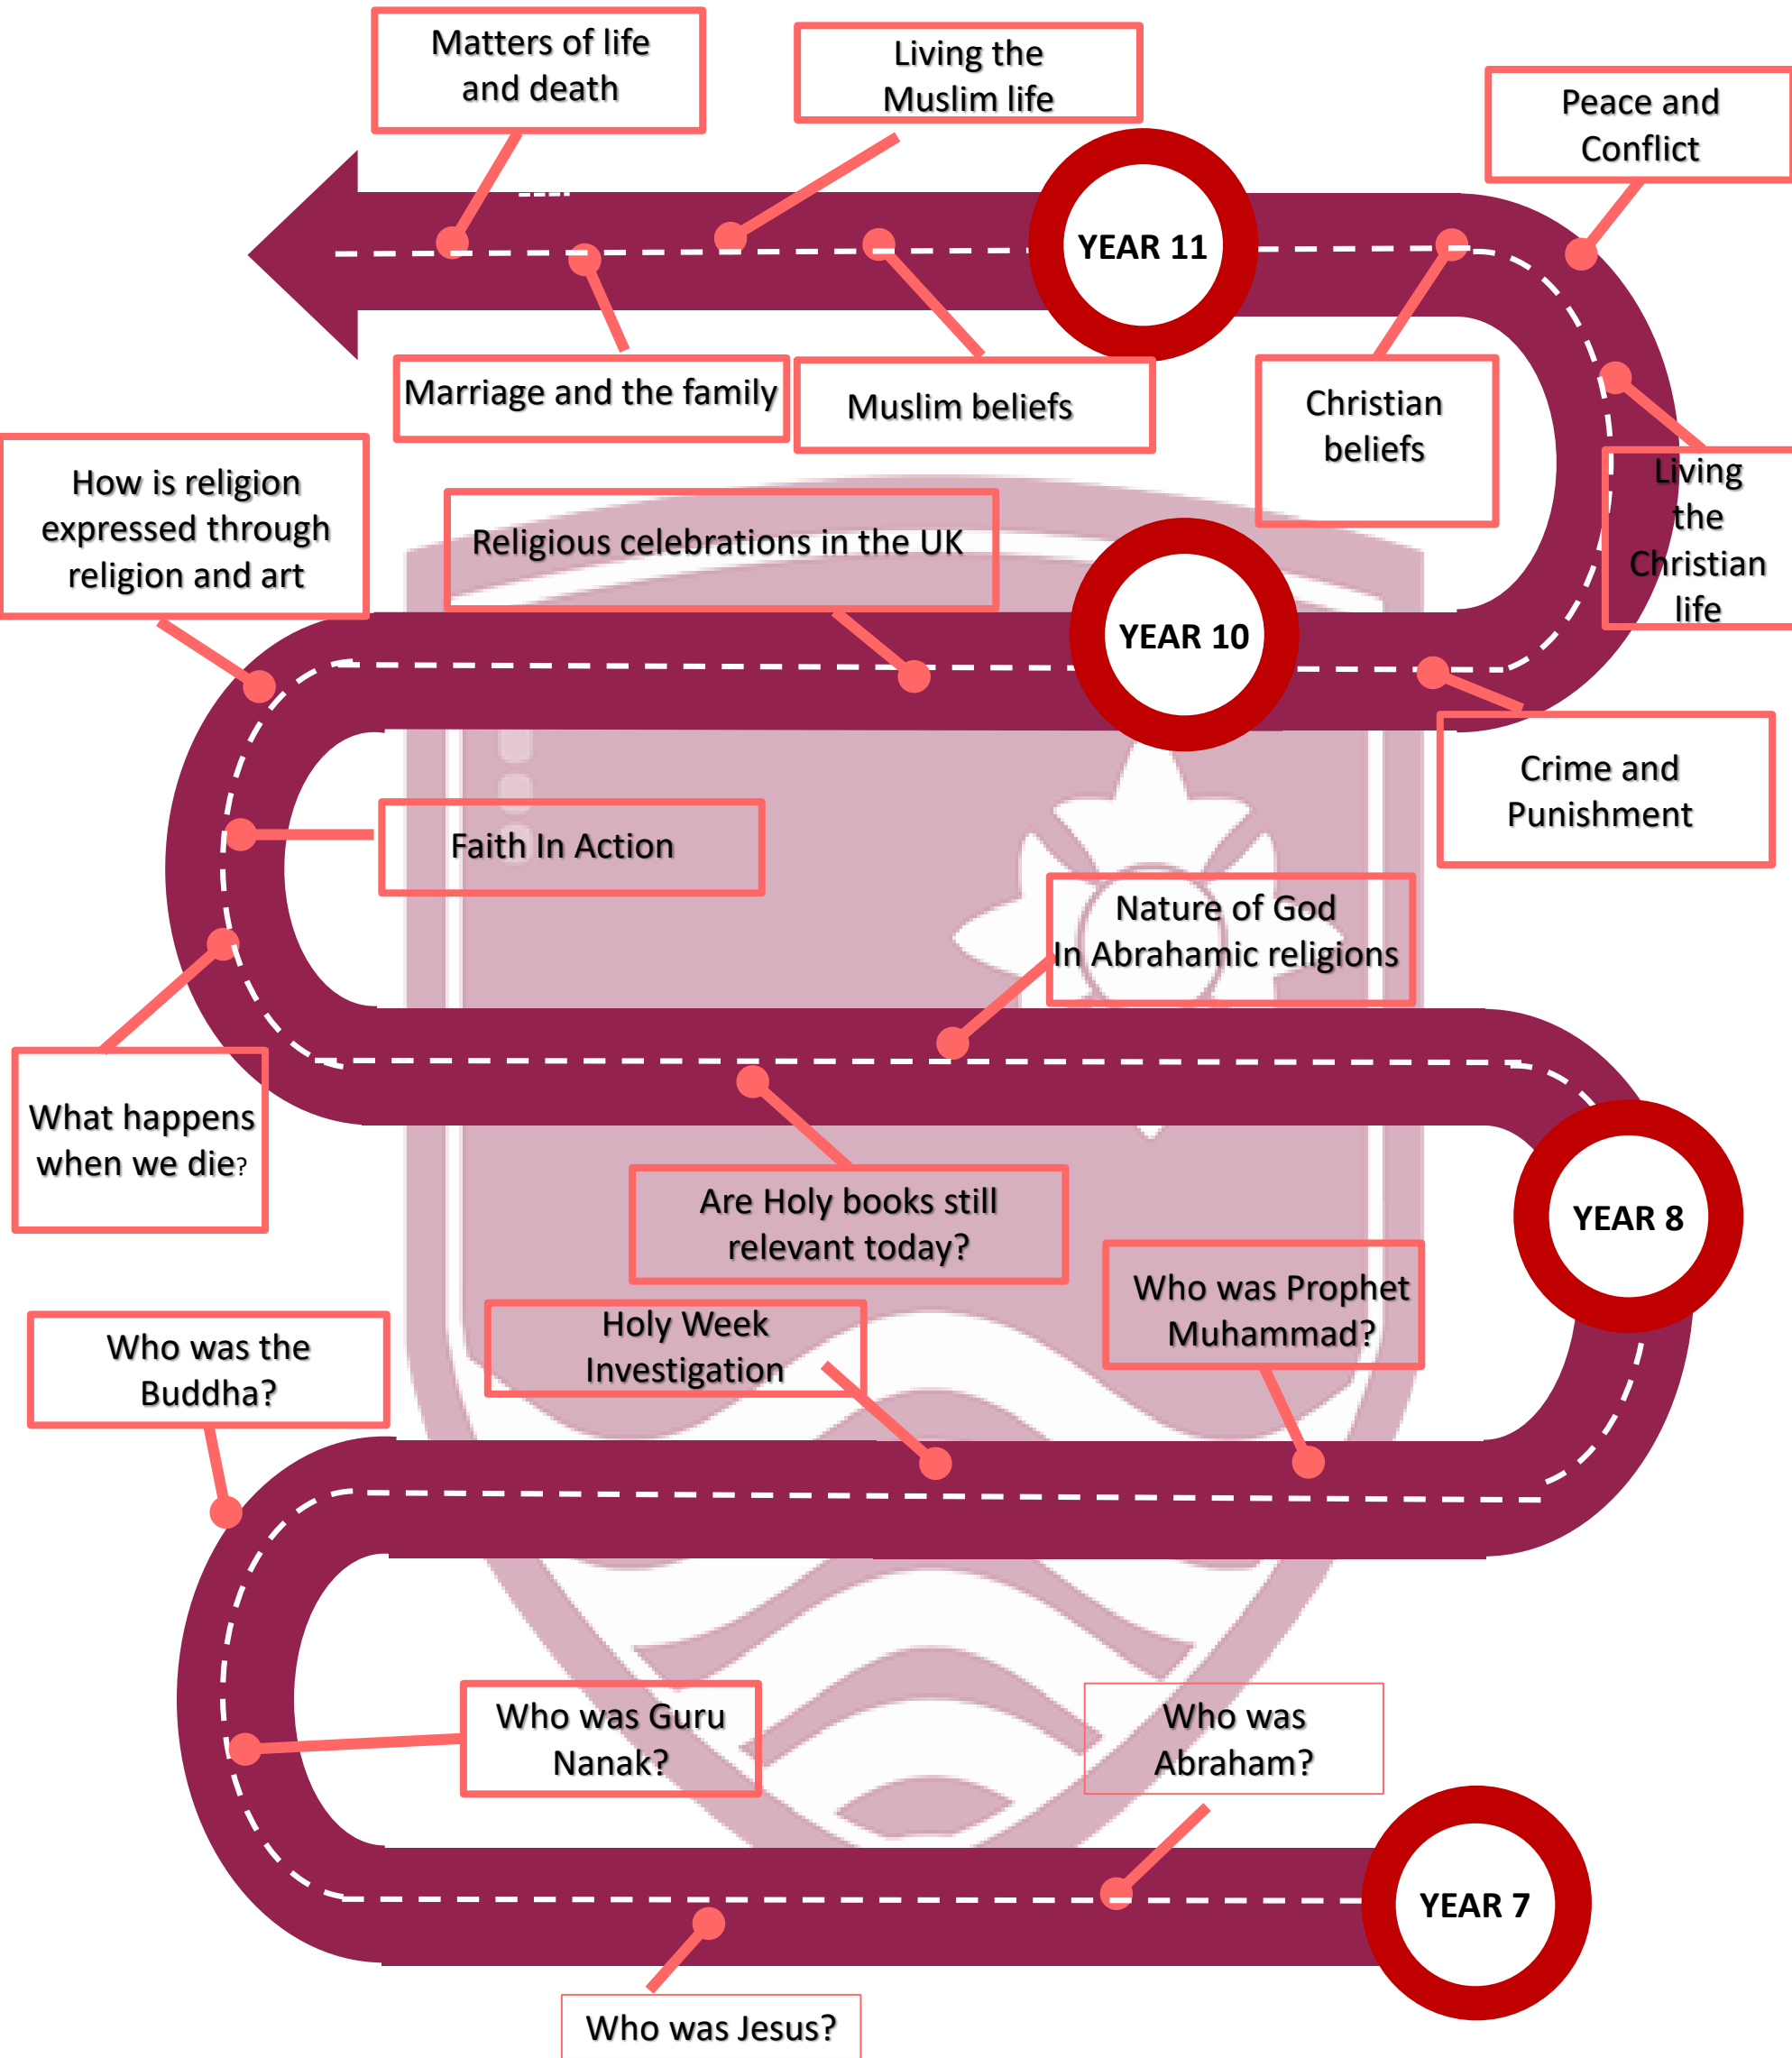 Matters of life
and death
Living the
Muslim life
Peace and
Conflict
YEAR 11
Marriage and the family
Muslim beliefs
Christian
beliefs
How is religion
expressed through
religion and art
Religious celebrations in the UK
Living
the
Christian
life
YEAR 10
Crime and
Punishment
Faith In Action
Nature of God
In Abrahamic religions
What happens
when we die?
Are Holy books still
relevant today?
YEAR 8
Who was Prophet
Muhammad?
Holy Week
Investigation
Who was the
Buddha?
Who was Guru
Nanak?
Who was
Abraham?
YEAR 7
Who was Jesus?